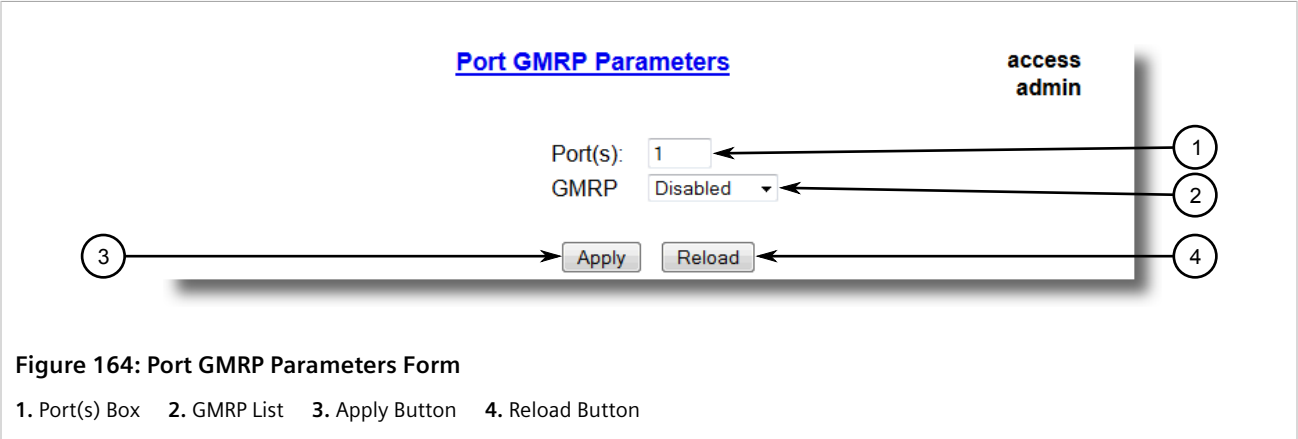 Port GMRP Parameters
access
admin
Port(s): 1
1
GMRP Disabled
2
3
Apply Reload
4
Figure 164: Port GMRP Parameters Form
1. Port(s) Box 2. GMRP List 3. Apply Button 4. Reload Button